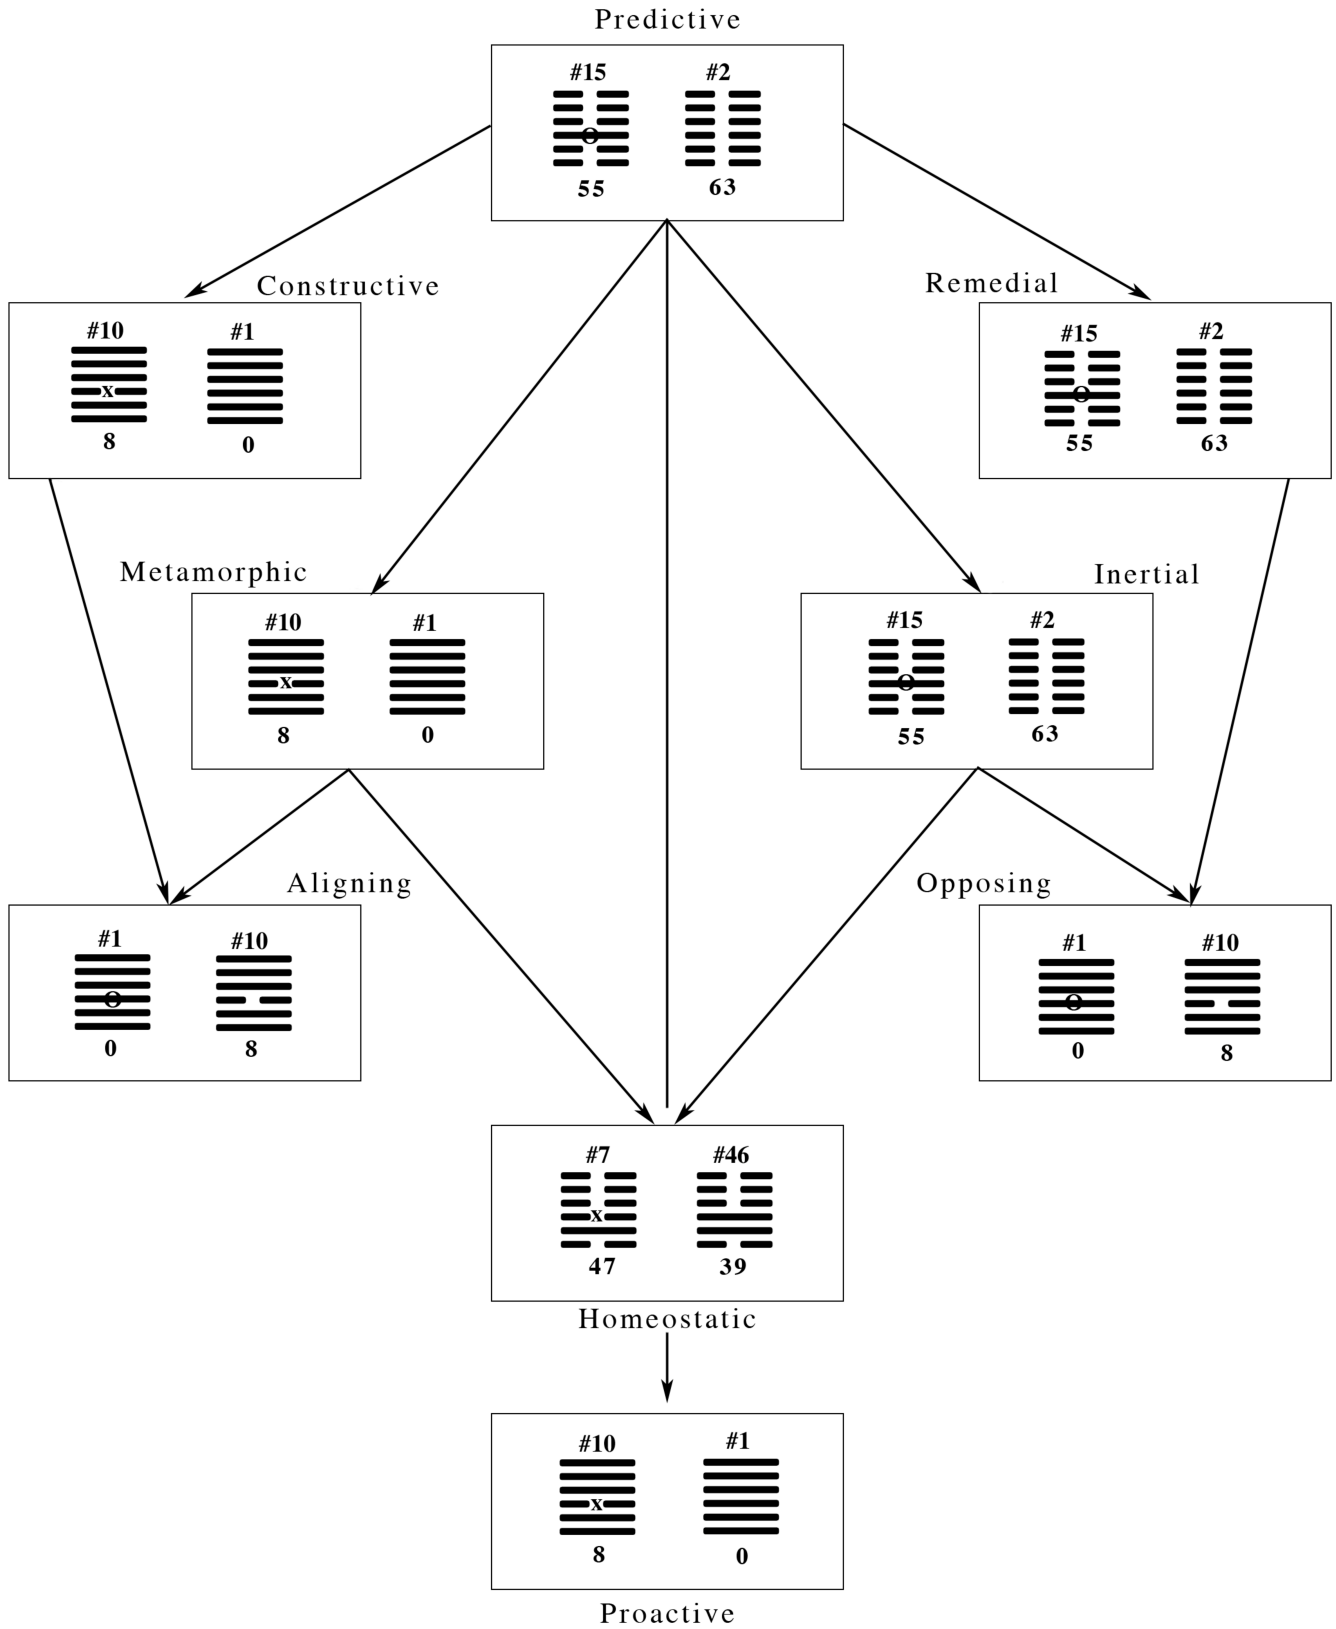 Predictive
#15 #2
O
55 63
Constructive
#10 #1
x
8 0
Remedial
#15 #2
O
55 63
Metamorphic
#10 #1
x
8 0
Inertial
#15 #2
O
55 63
Aligning
#1 #10
O
0 8
Opposing
#1 #10
O
0 8
#7 #46
x
47 39
Homeostatic
#10 #1
x
8 0
Proactive